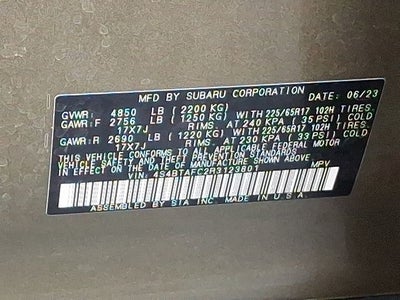 MFD BY SUBARU CORPORATION DATE: 06/23
GVWR: 4850 LB (2200 KG)
GAWR:F 2756 LB (1250 KG) WITH 225/65R17 102H TIRES,
17X7J RIMS, AT 240 KPA (35 PSI) COLD
GAWR:R 2690 LB (1220 KG) WITH 225/65R17 102H TIRES,
17X7J RIMS, AT 230 KPA (33 PSI) COLD
THIS VEHICLE CONFORMS TO ALL APPLICABLE FEDERAL MOTOR
VEHICLE SAFETY AND THEFT PREVENTION STANDARDS
IN EFFECT ON THE DATE OF MANUFACTURE SHOWN ABOVE.
VIN: 4S4BTAFC2R3123801 MPV
ASSEMBLED BY SIA INC. MADE IN U.S.A.